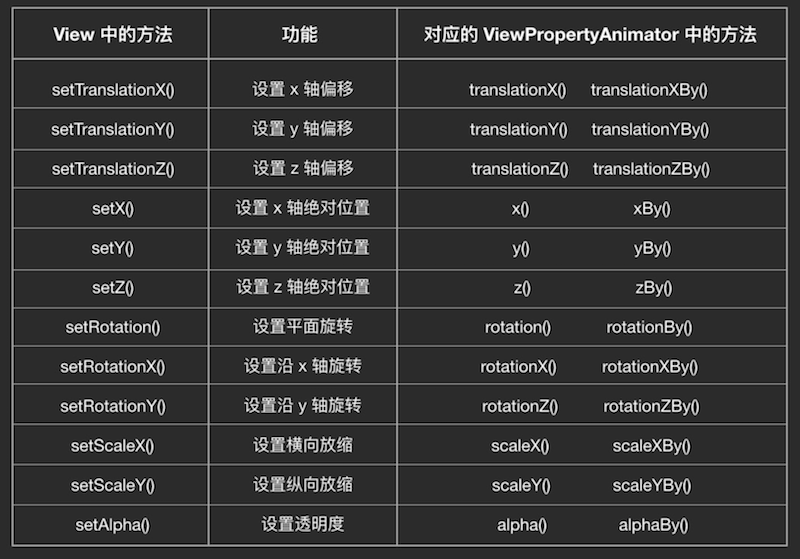 View 中的方法 功能 对应的 ViewPropertyAnimator 中的方法
setTranslationX() 设置 x 轴偏移 translationX() translationXBy()
setTranslationY() 设置 y 轴偏移 translationY() translationYBy()
setTranslationZ() 设置 z 轴偏移 translationZ() translationZBy()
setX() 设置 x 轴绝对位置 x() xBy()
setY() 设置 y 轴绝对位置 y() yBy()
setZ() 设置 z 轴绝对位置 z() zBy()
setRotation() 设置平面旋转 rotation() rotationBy()
setRotationX() 设置沿 x 轴旋转 rotationX() rotationXBy()
setRotationY() 设置沿 y 轴旋转 rotationZ() rotationZBy()
setScaleX() 设置横向放缩 scaleX() scaleXBy()
setScaleY() 设置纵向放缩 scaleY() scaleYBy()
setAlpha() 设置透明度 alpha() alphaBy()